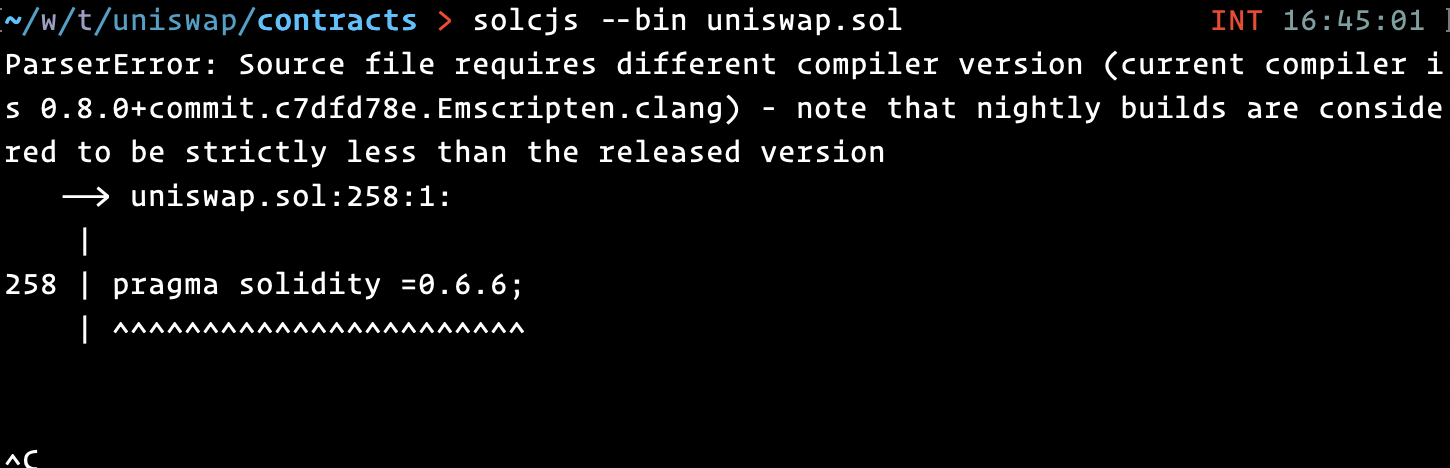 ~/w/t/uniswap/contracts > solcjs --bin uniswap.sol INT 16:45:01
ParserError: Source file requires different compiler version (current compiler i
s 0.8.0+commit.c7dfd78e.Emscripten.clang) - note that nightly builds are conside
red to be strictly less than the released version
--> uniswap.sol:258:1:
|
258 | pragma solidity =0.6.6;
| ^^^^^^^^^^^^^^^^^^^^^^^
^C